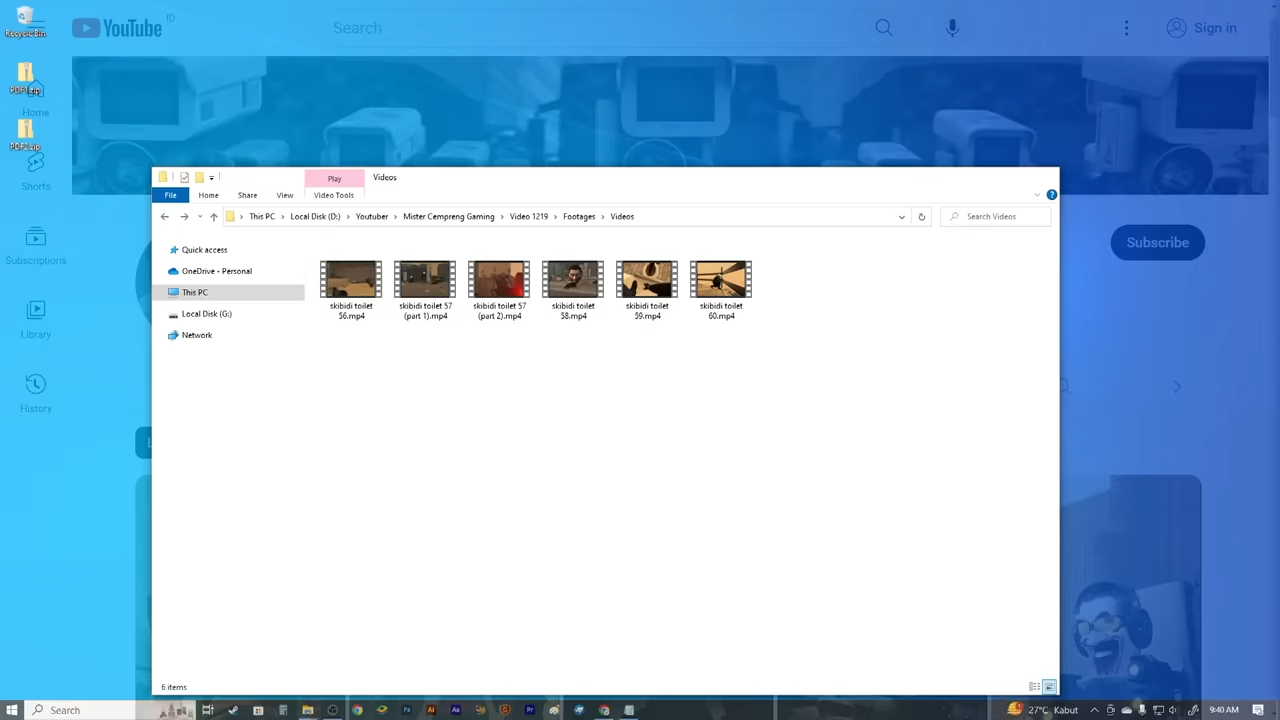 YouTube ID
Search
Sign in
Recycle Bin
PDP1.zip
Home
PDP2.zip
Shorts
Subscriptions
Library
History
Subscribe
Play
Videos
File
Home
Share
View
Video Tools
This PC > Local Disk (D:) > Youtuber > Mister Cempreng Gaming > Video 1219 > Footages > Videos
Search Videos
Quick access
OneDrive - Personal
This PC
Local Disk (G:)
Network
skibidi toilet
56.mp4
skibidi toilet 57
(part 1).mp4
skibidi toilet 57
(part 2).mp4
skibidi toilet
58.mp4
skibidi toilet
59.mp4
skibidi toilet
60.mp4
6 items
Search
27°C Kabut
9:40 AM